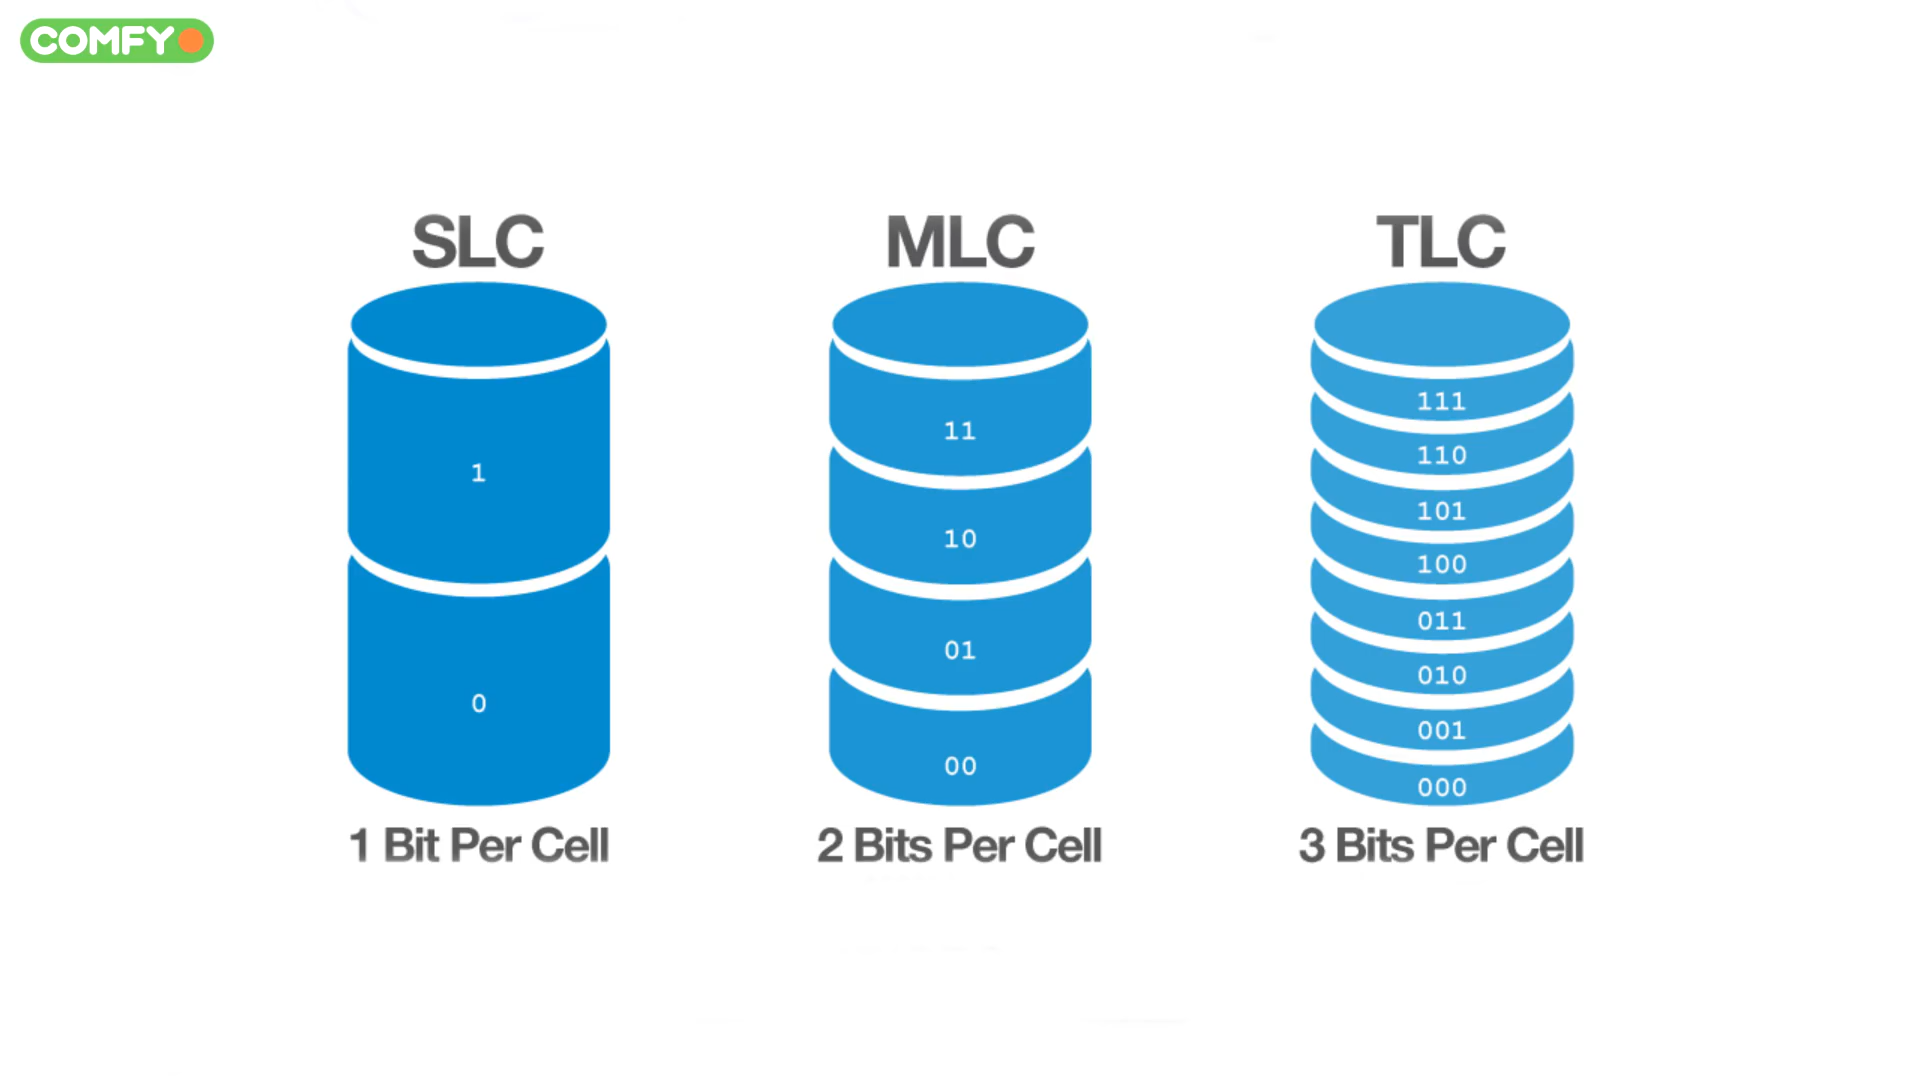 COMFY
SLC
1
0
1 Bit Per Cell
MLC
11
10
01
00
2 Bits Per Cell
TLC
111
110
101
100
011
010
001
000
3 Bits Per Cell